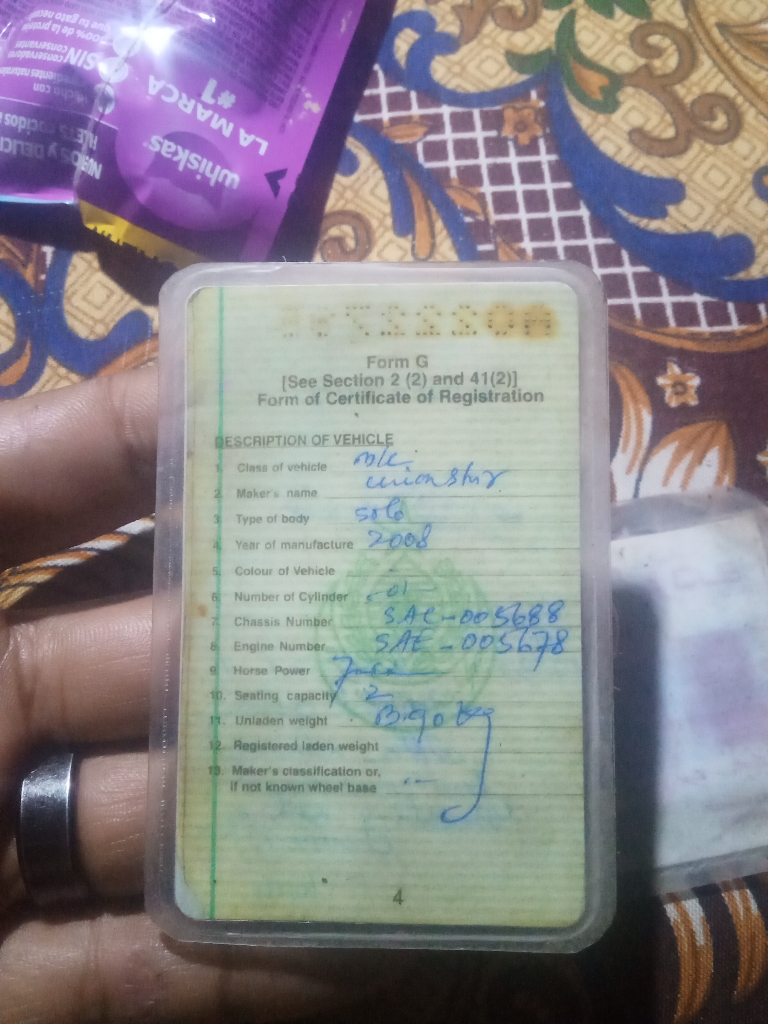 whiskas
LA MARCA
#1
SIN
Form G
[See Section 2 (2) and 41(2)]
Form of Certificate of Registration
DESCRIPTION OF VEHICLE
1. Class of vehicle M/C
2. Maker's name Union Star
3. Type of body Solo
4. Year of manufacture 2008
5. Colour of Vehicle
6. Number of Cylinder 01
7. Chassis Number SAC-005688
8. Engine Number SAE-005678
9. Horse Power
10. Seating capacity 2
11. Unladen weight
12. Registered laden weight
13. Maker's classification or,
if not known wheel base
4